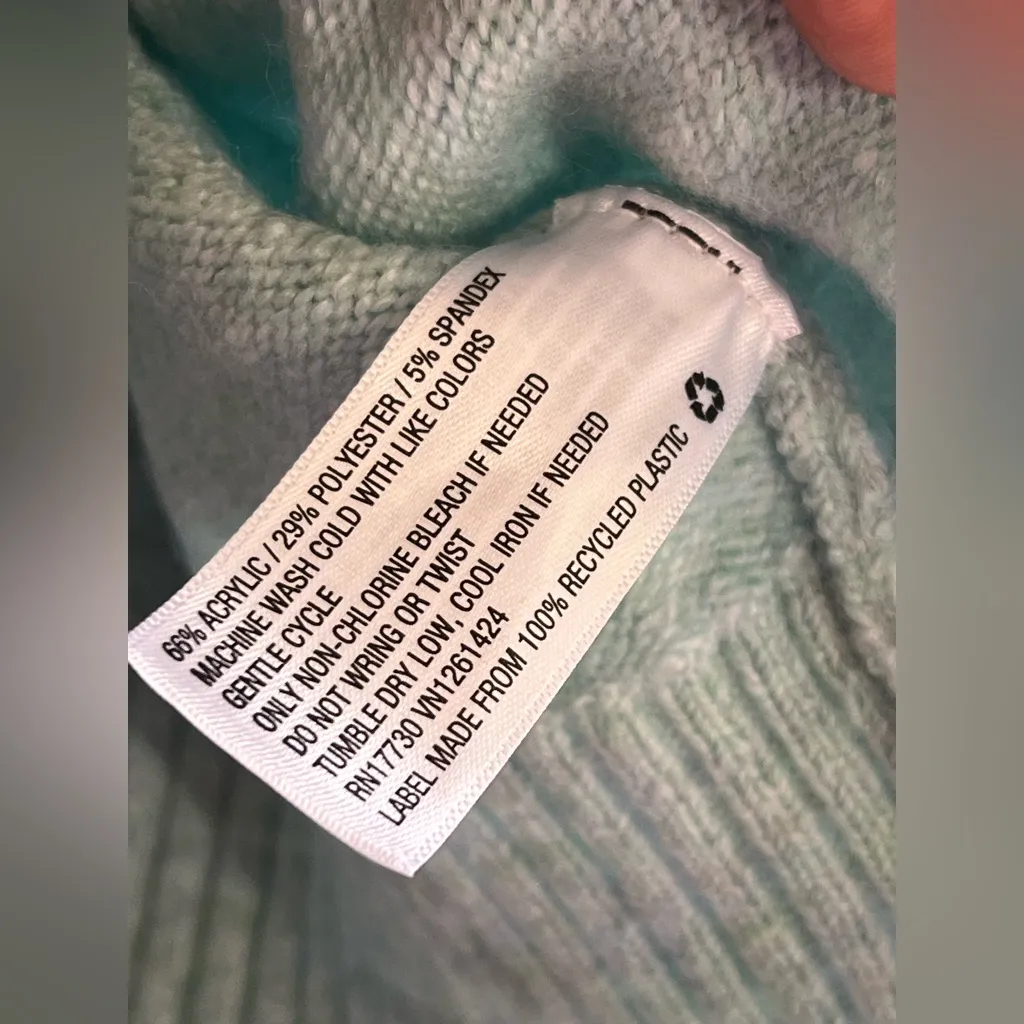 66% ACRYLIC / 29% POLYESTER / 5% SPANDEX
MACHINE WASH COLD WITH LIKE COLORS
GENTLE CYCLE
ONLY NON-CHLORINE BLEACH IF NEEDED
DO NOT WRING OR TWIST
TUMBLE DRY LOW, COOL IRON IF NEEDED
RN17730 VN1261424
LABEL MADE FROM 100% RECYCLED PLASTIC